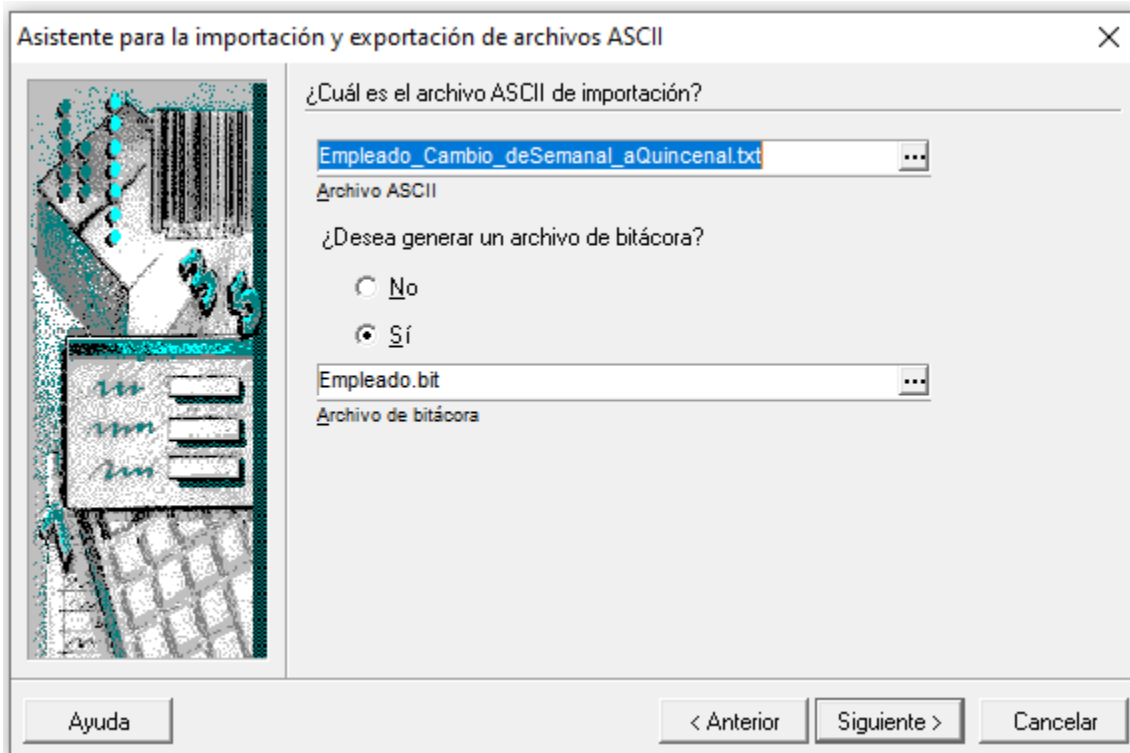 Asistente para la importación y exportación de archivos ASCII
¿Cuál es el archivo ASCII de importación?
Empleado_Cambio_deSemanal_aQuincenal.txt
...
Archivo ASCII
¿Desea generar un archivo de bitácora?
No
Sí
Empleado.bit
...
Archivo de bitácora
Ayuda
< Anterior
Siguiente >
Cancelar